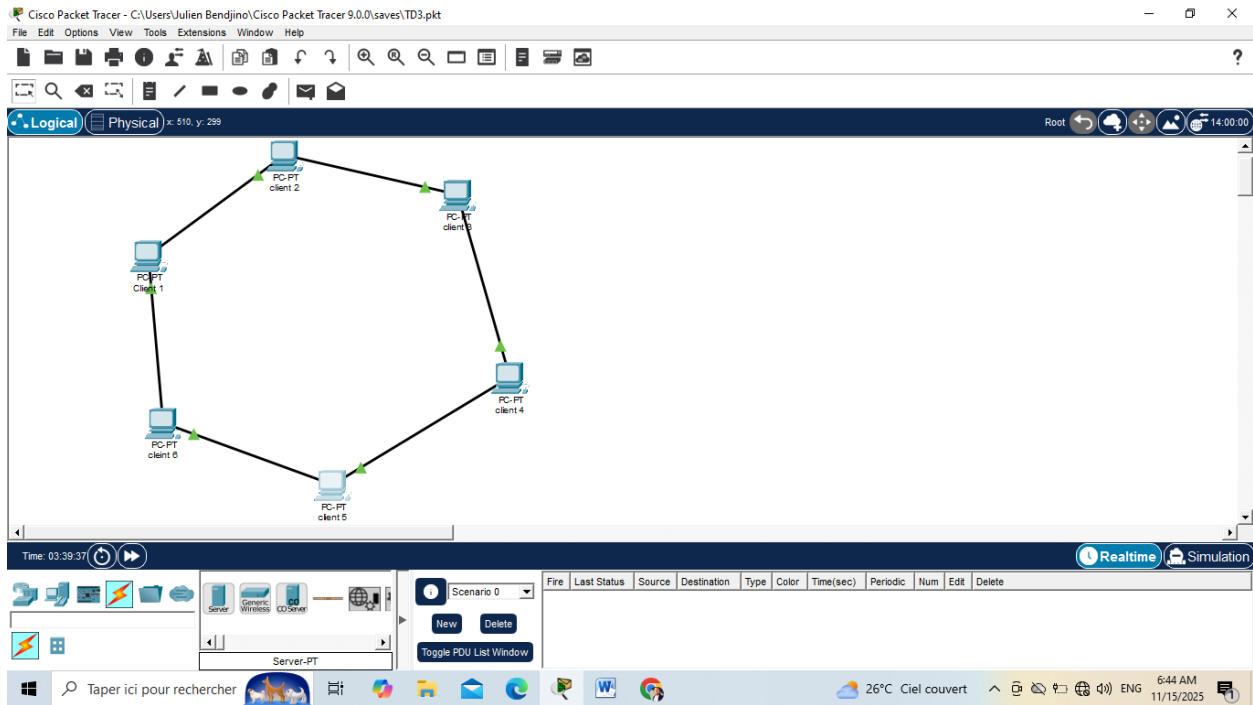 Cisco Packet Tracer - C:\Users\Julien Bendjino\Cisco Packet Tracer 9.0.0\saves\TD3.pkt
File Edit Options View Tools Extensions Window Help
?
Logical Physical x: 510, y: 299 Root 14:00:00
PC-PT
client 2
PC-PT
client 3
PC-PT
Client 1
PC-PT
client 4
PC-PT
cleint 6
PC-PT
client 5
Time: 03:39:37 Realtime Simulation
Server Generic Wireless CO Server
Server-PT
Scenario 0
New Delete
Toggle PDU List Window
Fire Last Status Source Destination Type Color Time(sec) Periodic Num Edit Delete
Taper ici pour rechercher
26°C Ciel couvert ENG 6:44 AM
11/15/2025
1